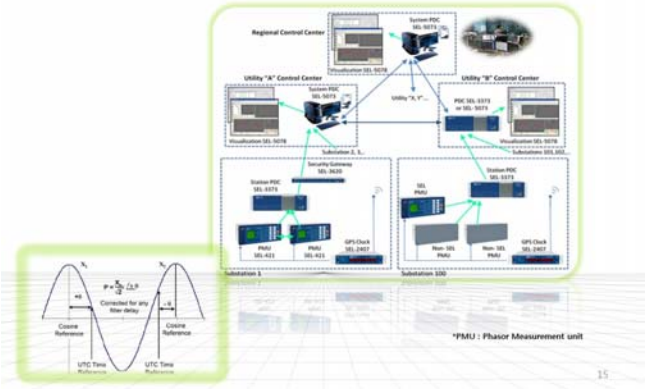 Regional Control Center
System PDC
SEL-5073
Visualization SEL-5078
Utility "A" Control Center
System PDC
SEL-5073
Visualization SEL-5078
Utility "X, Y"...
Utility "B" Control Center
PDC SEL-3373
or SEL-5073
Visualization SEL-5078
Substation 2, 3,..
Substations 101,102,..
Security Gateway
SEL-3620
Station PDC
SEL-3373
PMU
SEL-421
PMU
SEL-421
GPS Clock
SEL-2407
Substation 1
Station PDC
SEL-3373
SEL
PMU
Non- SEL
PMU
Non- SEL
PMU
GPS Clock
SEL-2407
Substation 100
Corrected for any
filter delay
Cosine
Reference
Cosine
Reference
UTC Time
Reference
UTC Time
Reference
*PMU : Phasor Measurement unit
15